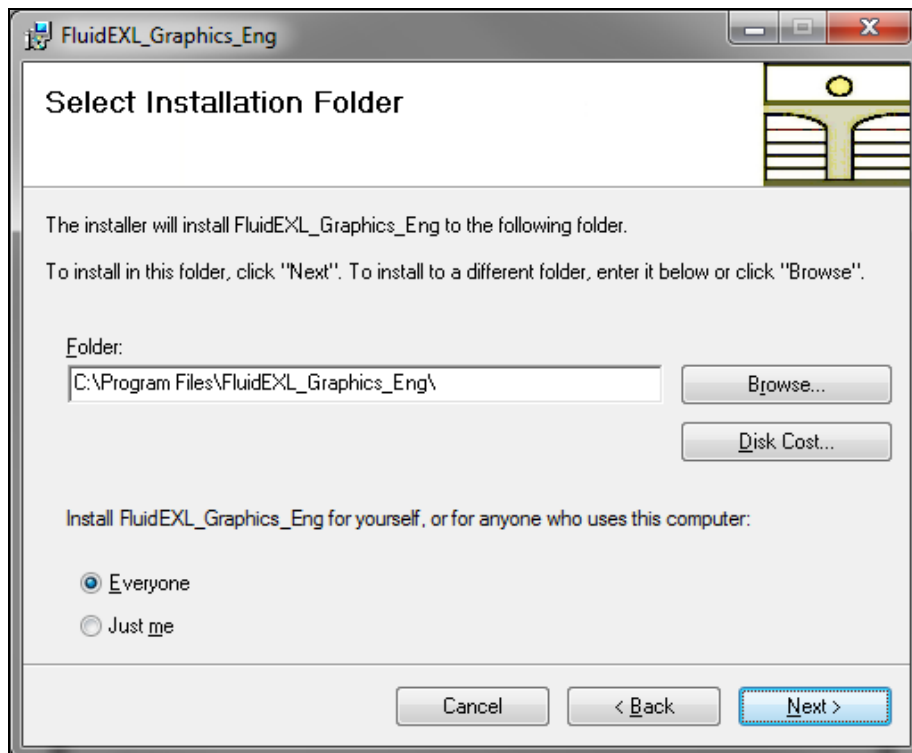 FluidEXL_Graphics_Eng
Select Installation Folder
The installer will install FluidEXL_Graphics_Eng to the following folder.
To install in this folder, click "Next". To install to a different folder, enter it below or click "Browse".
Folder:
C:\Program Files\FluidEXL_Graphics_Eng\
Browse...
Disk Cost...
Install FluidEXL_Graphics_Eng for yourself, or for anyone who uses this computer:
Everyone
Just me
Cancel
< Back
Next >